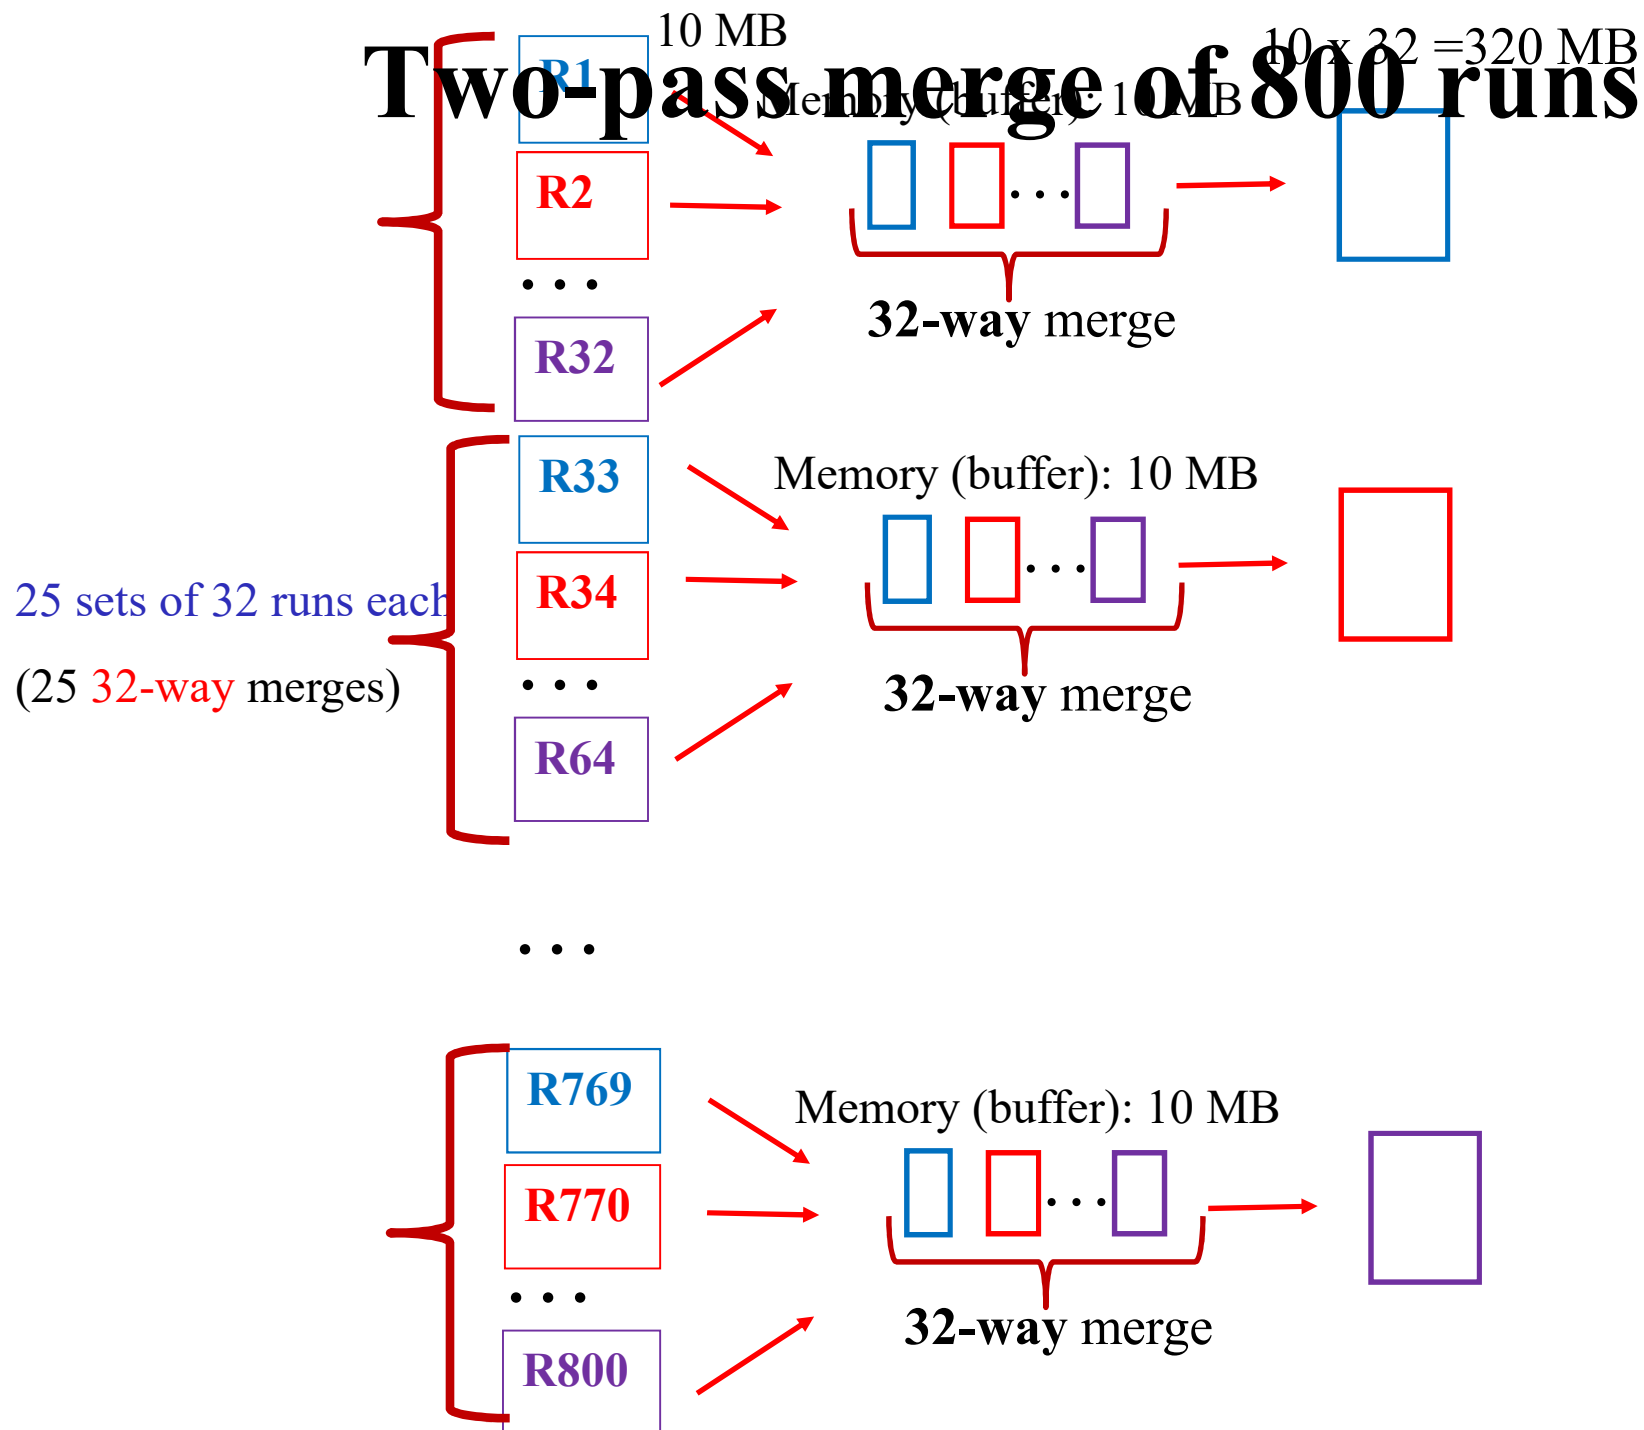 Two-pass merge of 800 runs
10 MB
10 x 32 =320 MB
R1
Memory (buffer): 10 MB
R2
. . .
. . .
32-way merge
R32
R33
Memory (buffer): 10 MB
R34
. . .
25 sets of 32 runs each
(25 32-way merges)
. . .
32-way merge
R64
. . .
R769
Memory (buffer): 10 MB
R770
. . .
. . .
32-way merge
R800